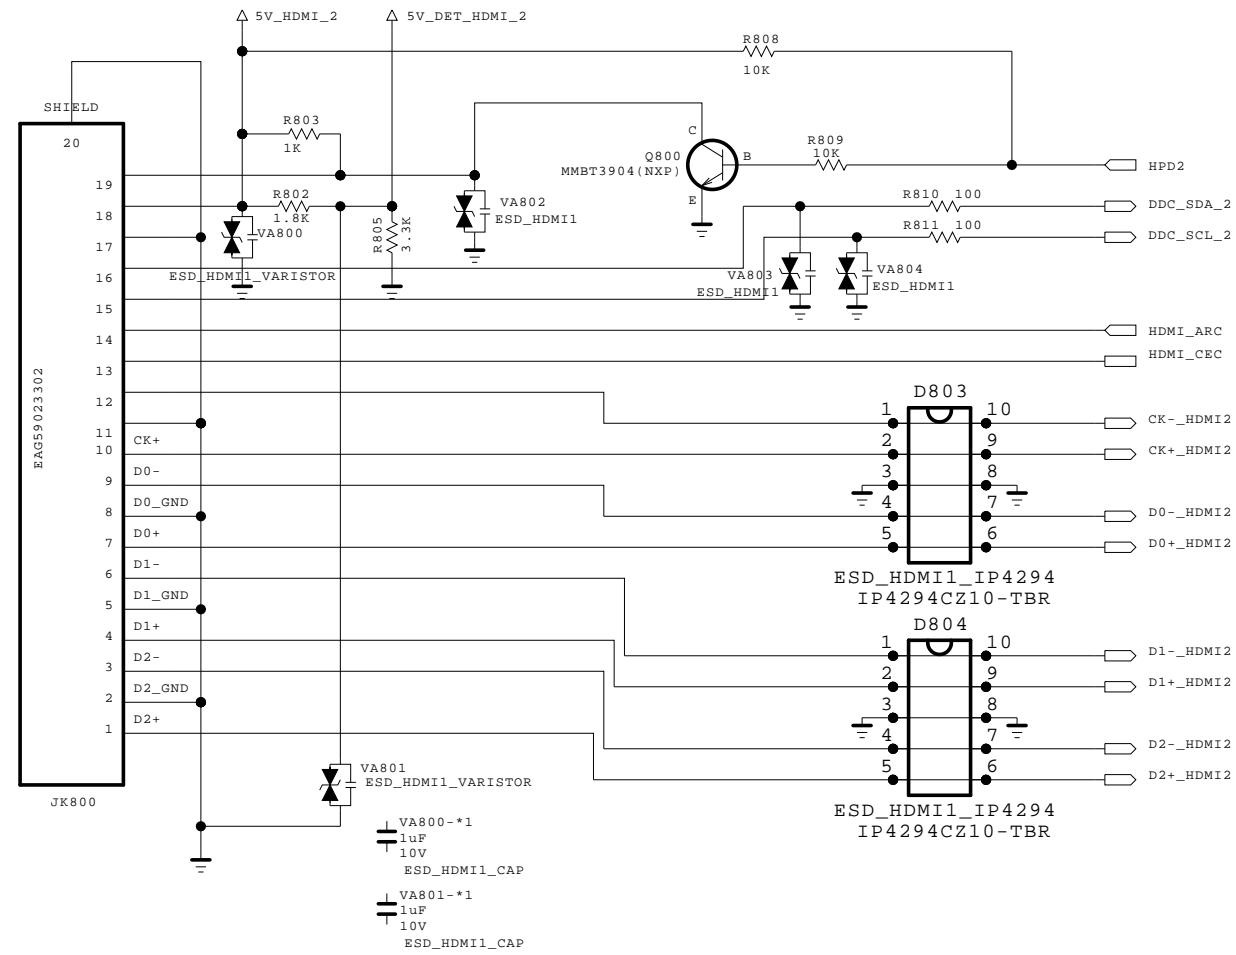 5V_HDMI_2
5V_DET_HDMI_2
R808
10K
SHIELD
20
R803
1K
C
Q800
MMBT3904(NXP)
B
E
R809
10K
HPD2
19
VA802
ESD_HDMI1
R810 100
DDC_SDA_2
18
R802
1.8K
R805
3.3K
VA800
R811 100
DDC_SCL_2
17
ESD_HDMI1_VARISTOR
VA803
ESD_HDMI1
VA804
ESD_HDMI1
16
15
14
HDMI_ARC
13
HDMI_CEC
12
EAG59023302
D803
1
10
CK-_HDMI2
11
CK+
10
2
9
CK+_HDMI2
D0-
9
3
8
D0_GND
8
4
7
D0-_HDMI2
D0+
7
5
6
D0+_HDMI2
D1-
6
ESD_HDMI1_IP4294
IP4294CZ10-TBR
D1_GND
5
D804
D1+
4
1
10
D1-_HDMI2
D2-
3
2
9
D1+_HDMI2
D2_GND
2
3
8
D2+
1
4
7
D2-_HDMI2
5
6
D2+_HDMI2
VA801
ESD_HDMI1_VARISTOR
JK800
ESD_HDMI1_IP4294
IP4294CZ10-TBR
VA800-*1
1uF
10V
ESD_HDMI1_CAP
VA801-*1
1uF
10V
ESD_HDMI1_CAP